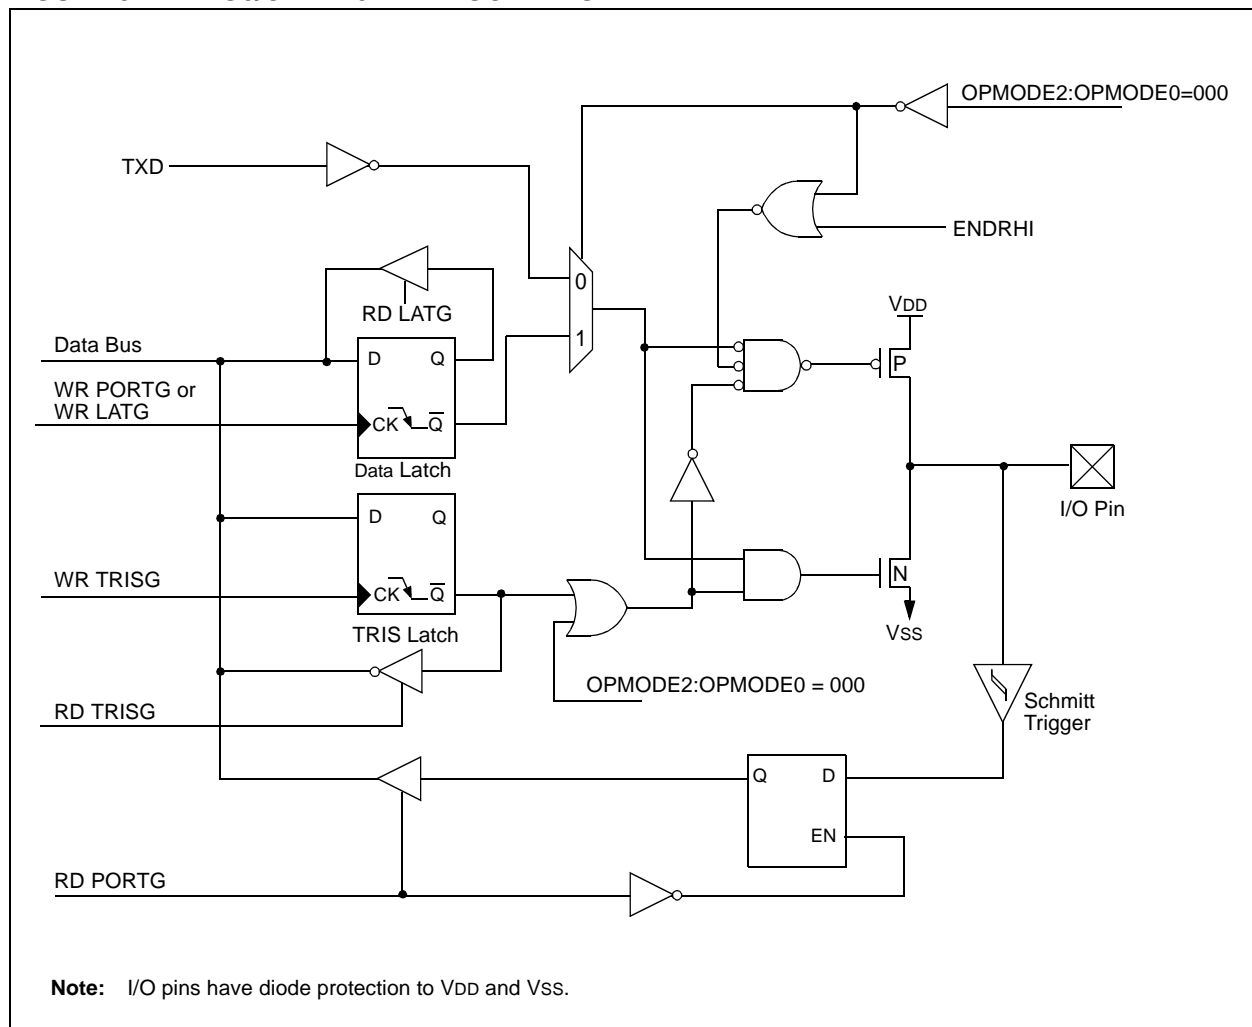 OPMODE2:OPMODE0=000
TXD
ENDRHI
0
RD LATG
1
VDD
Data Bus
D
Q
P
WR PORTG or
WR LATG
CK
Q̅
Data Latch
I/O Pin
D
Q
WR TRISG
CK
Q̅
N
TRIS Latch
VSS
OPMODE2:OPMODE0 = 000
RD TRISG
Schmitt
Trigger
Q
D
EN
RD PORTG
Note: I/O pins have diode protection to VDD and VSS.